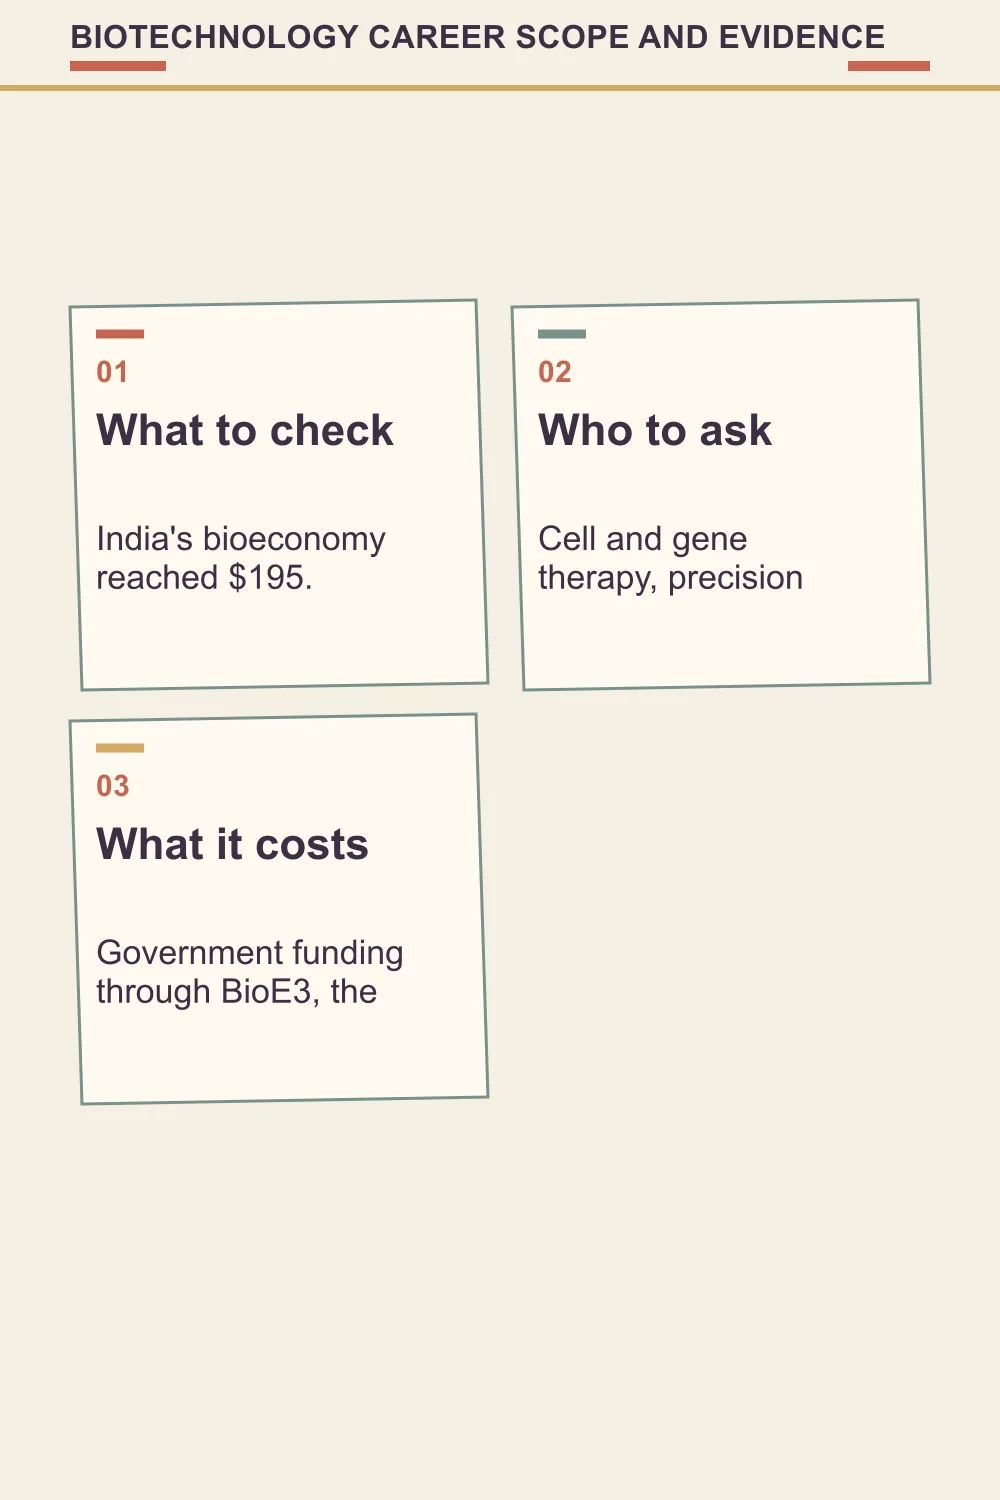 BIOTECHNOLOGY CAREER SCOPE AND EVIDENCE
01
What to check
India's bioeconomy
reached $195.
02
Who to ask
Cell and gene
therapy, precision
03
What it costs
Government funding
through BioE3, the